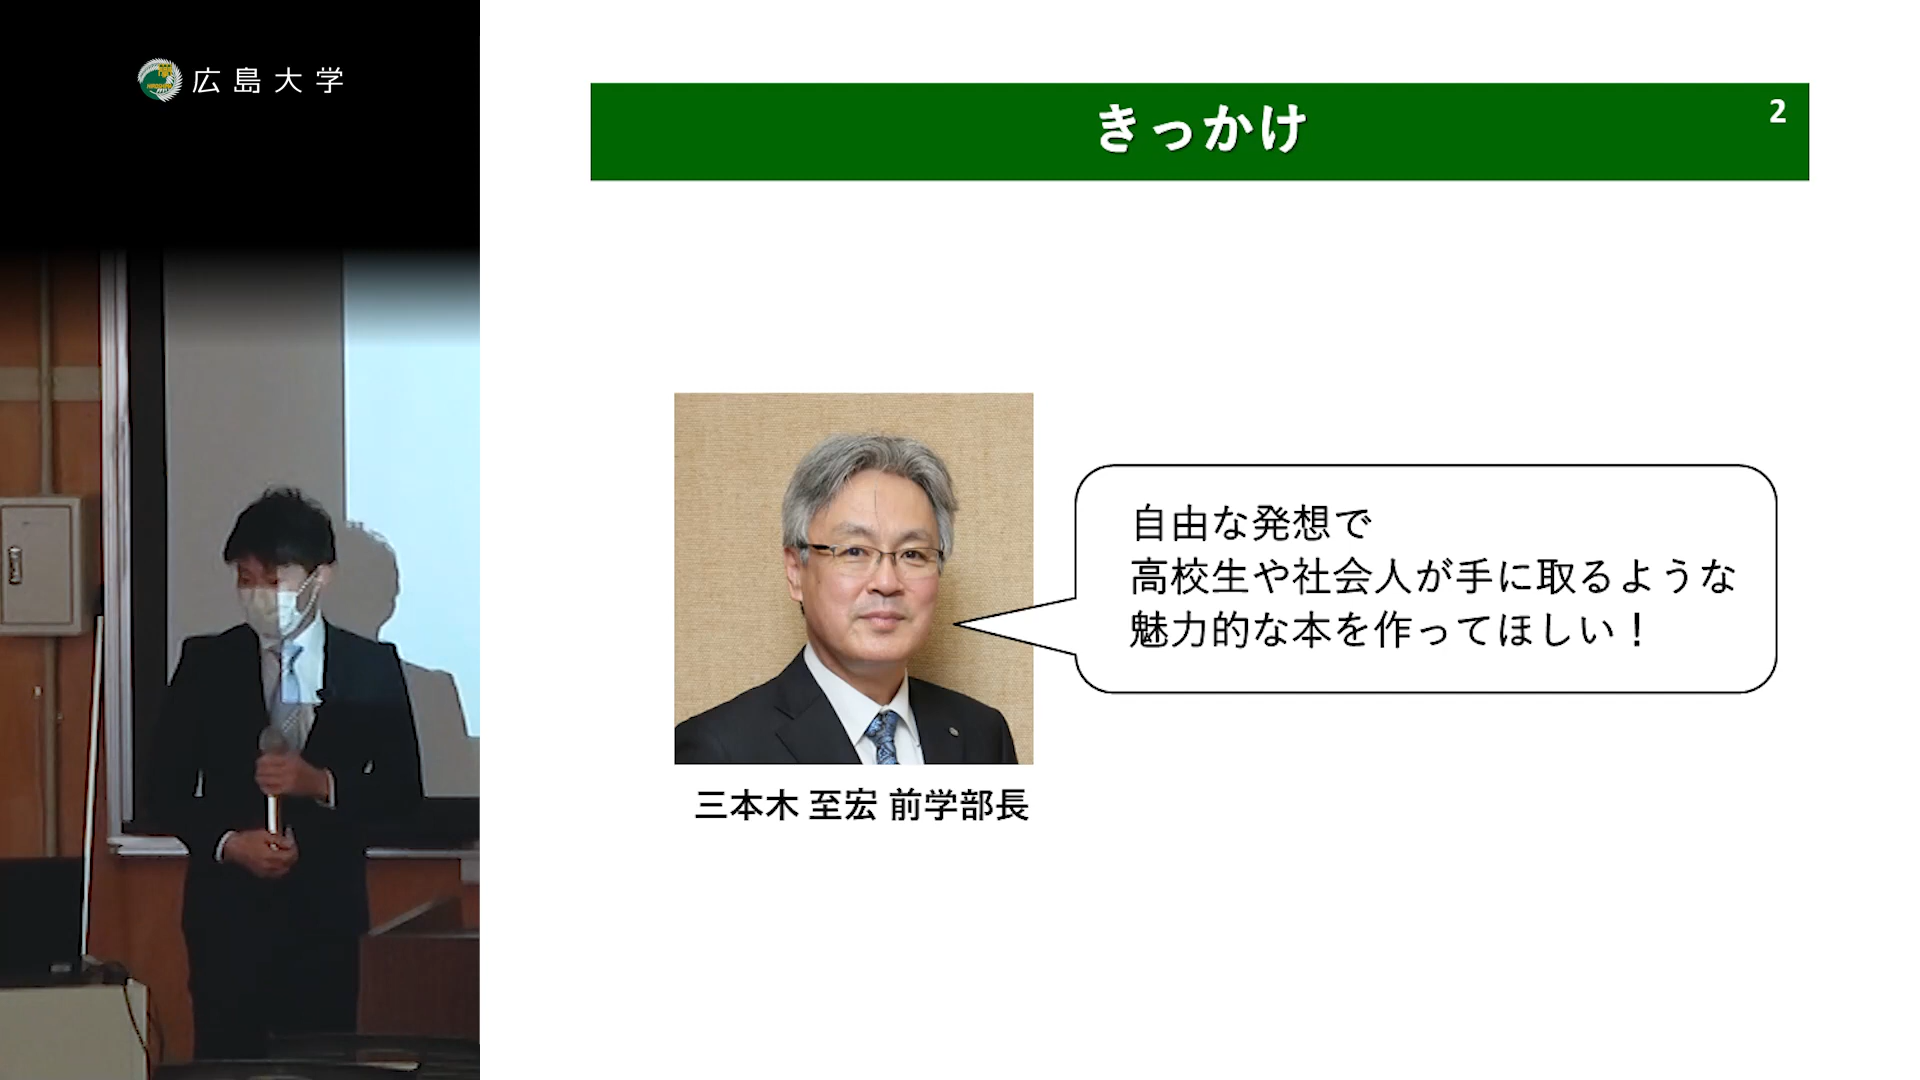 広島大学
きっかけ
2
自由な発想で
高校生や社会人が手に取るような
魅力的な本を作ってほしい！
三本木 至宏 前学部長